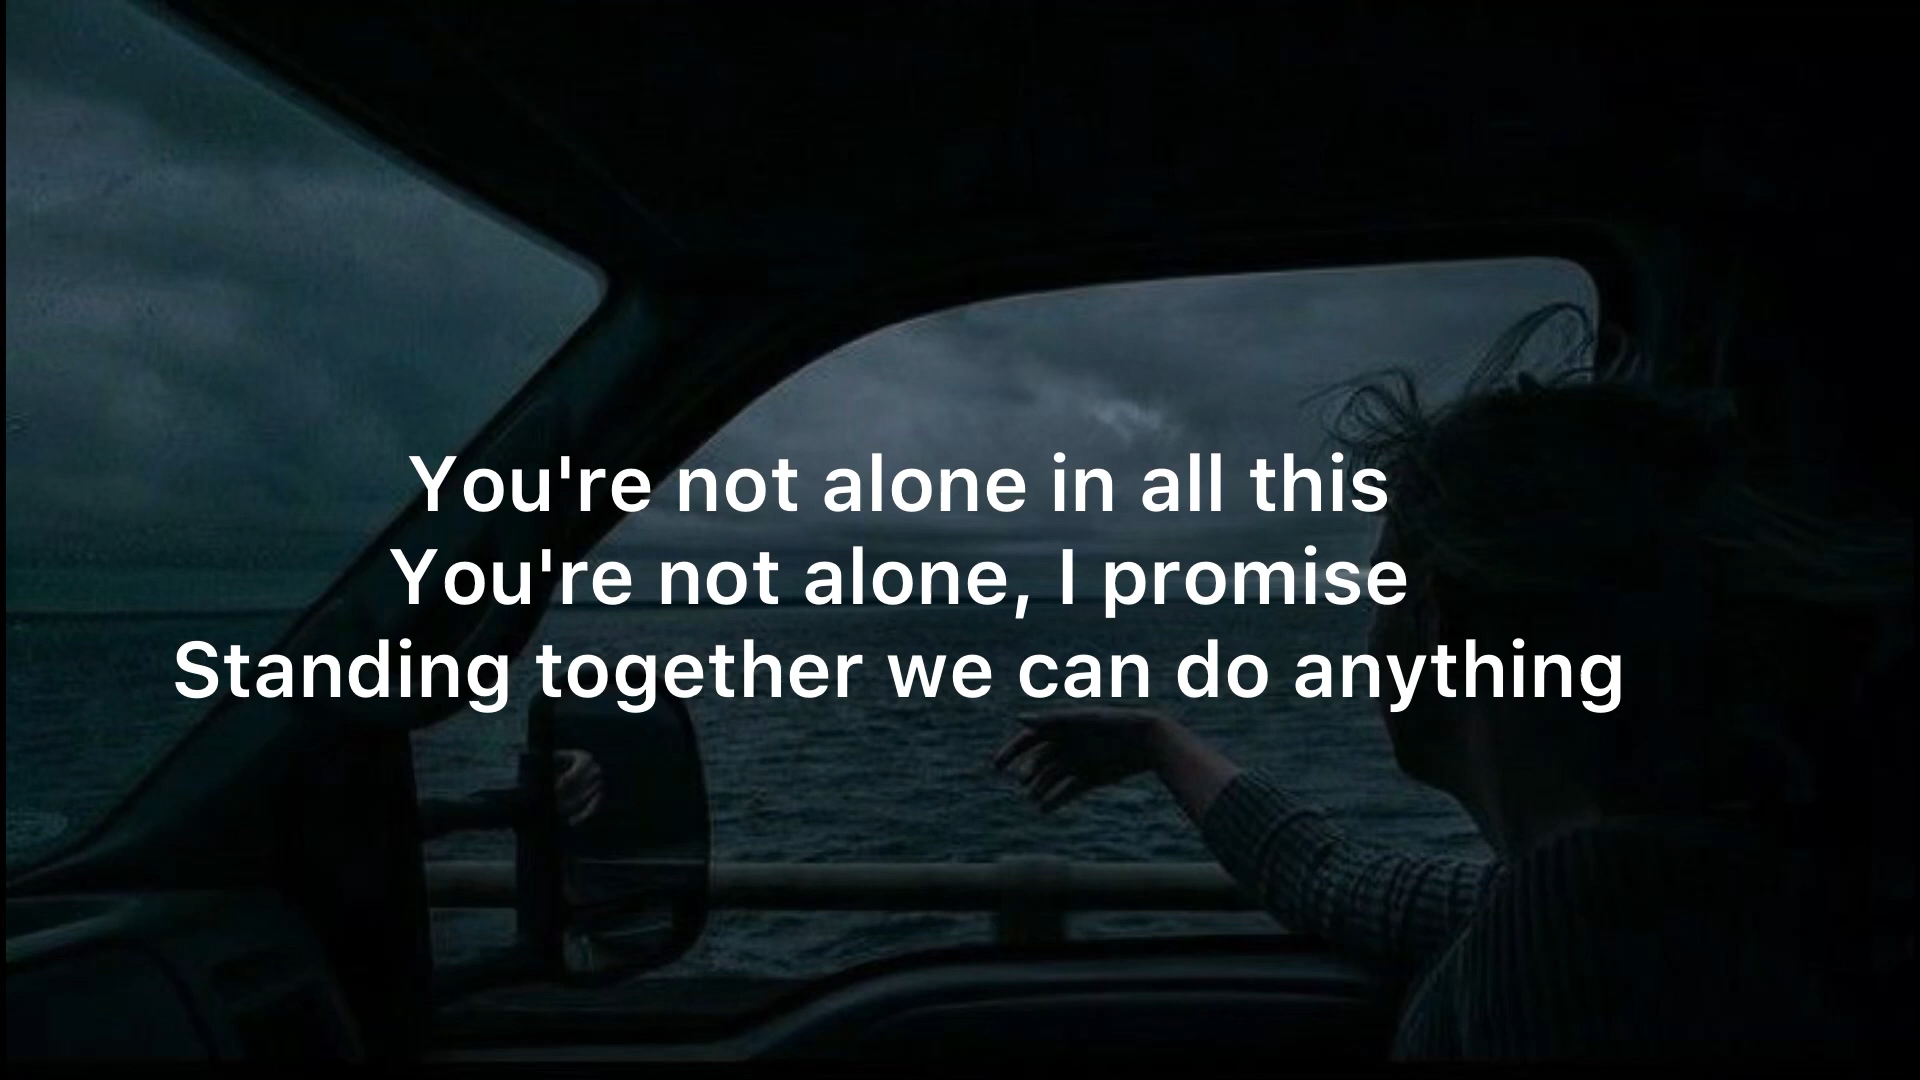 You're not alone in all this
You're not alone, I promise
Standing together we can do anything